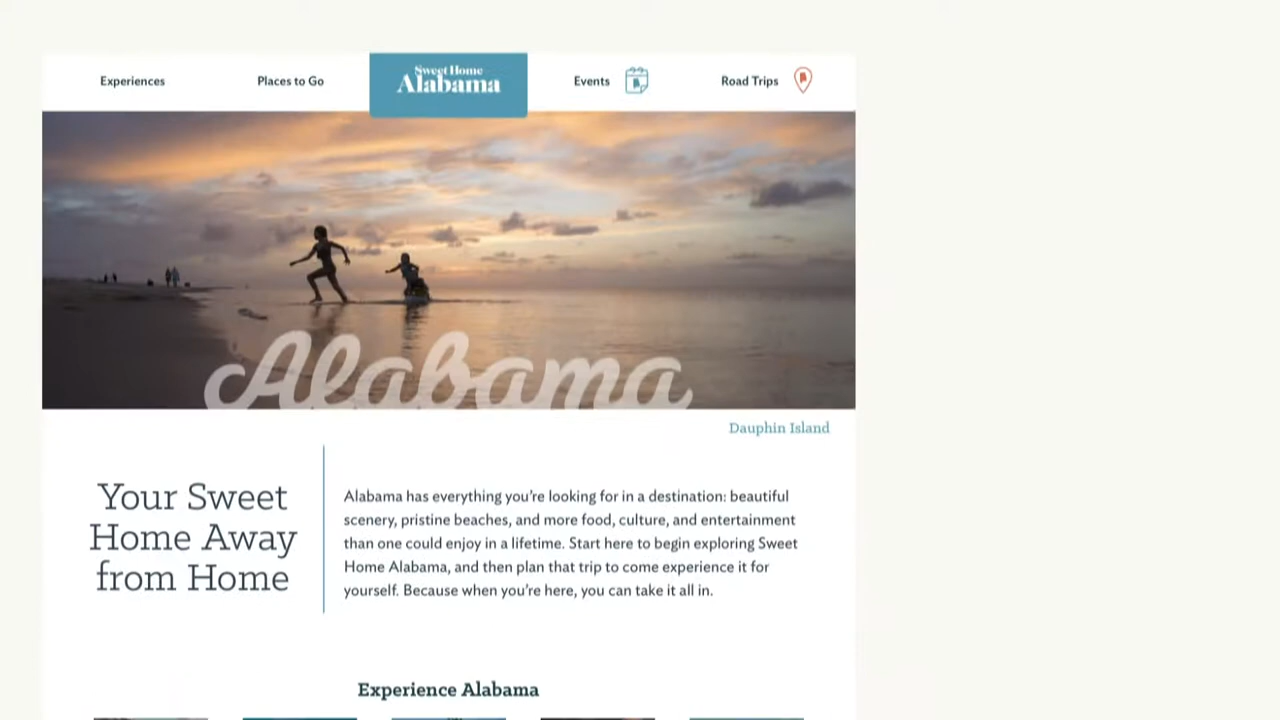 Experiences
Places to Go
Sweet Home
Alabama
Events
Road Trips
Alabama
Dauphin Island
Your Sweet
Home Away
from Home
Alabama has everything you're looking for in a destination: beautiful
scenery, pristine beaches, and more food, culture, and entertainment
than one could enjoy in a lifetime. Start here to begin exploring Sweet
Home Alabama, and then plan that trip to come experience it for
yourself. Because when you're here, you can take it all in.
Experience Alabama